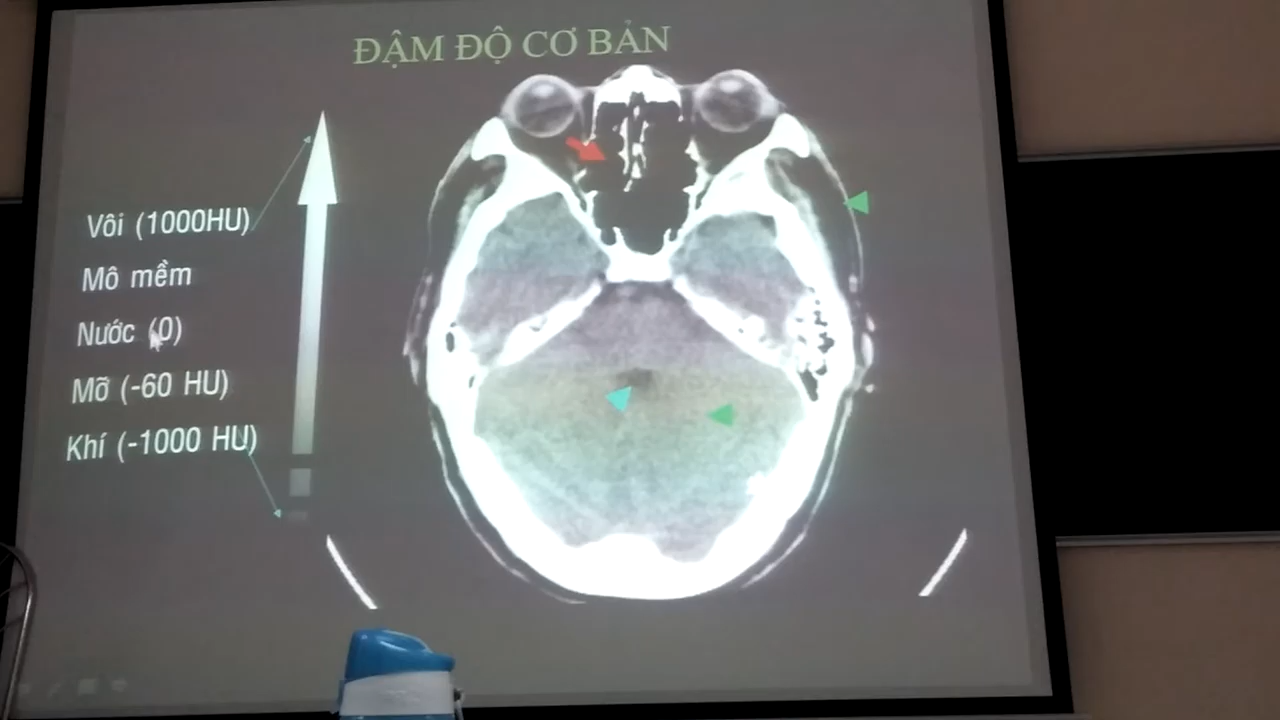 ĐẬM ĐỘ CƠ BẢN
Vôi (1000HU)
Mô mềm
Nước (0)
Mỡ (-60 HU)
Khí (-1000 HU)